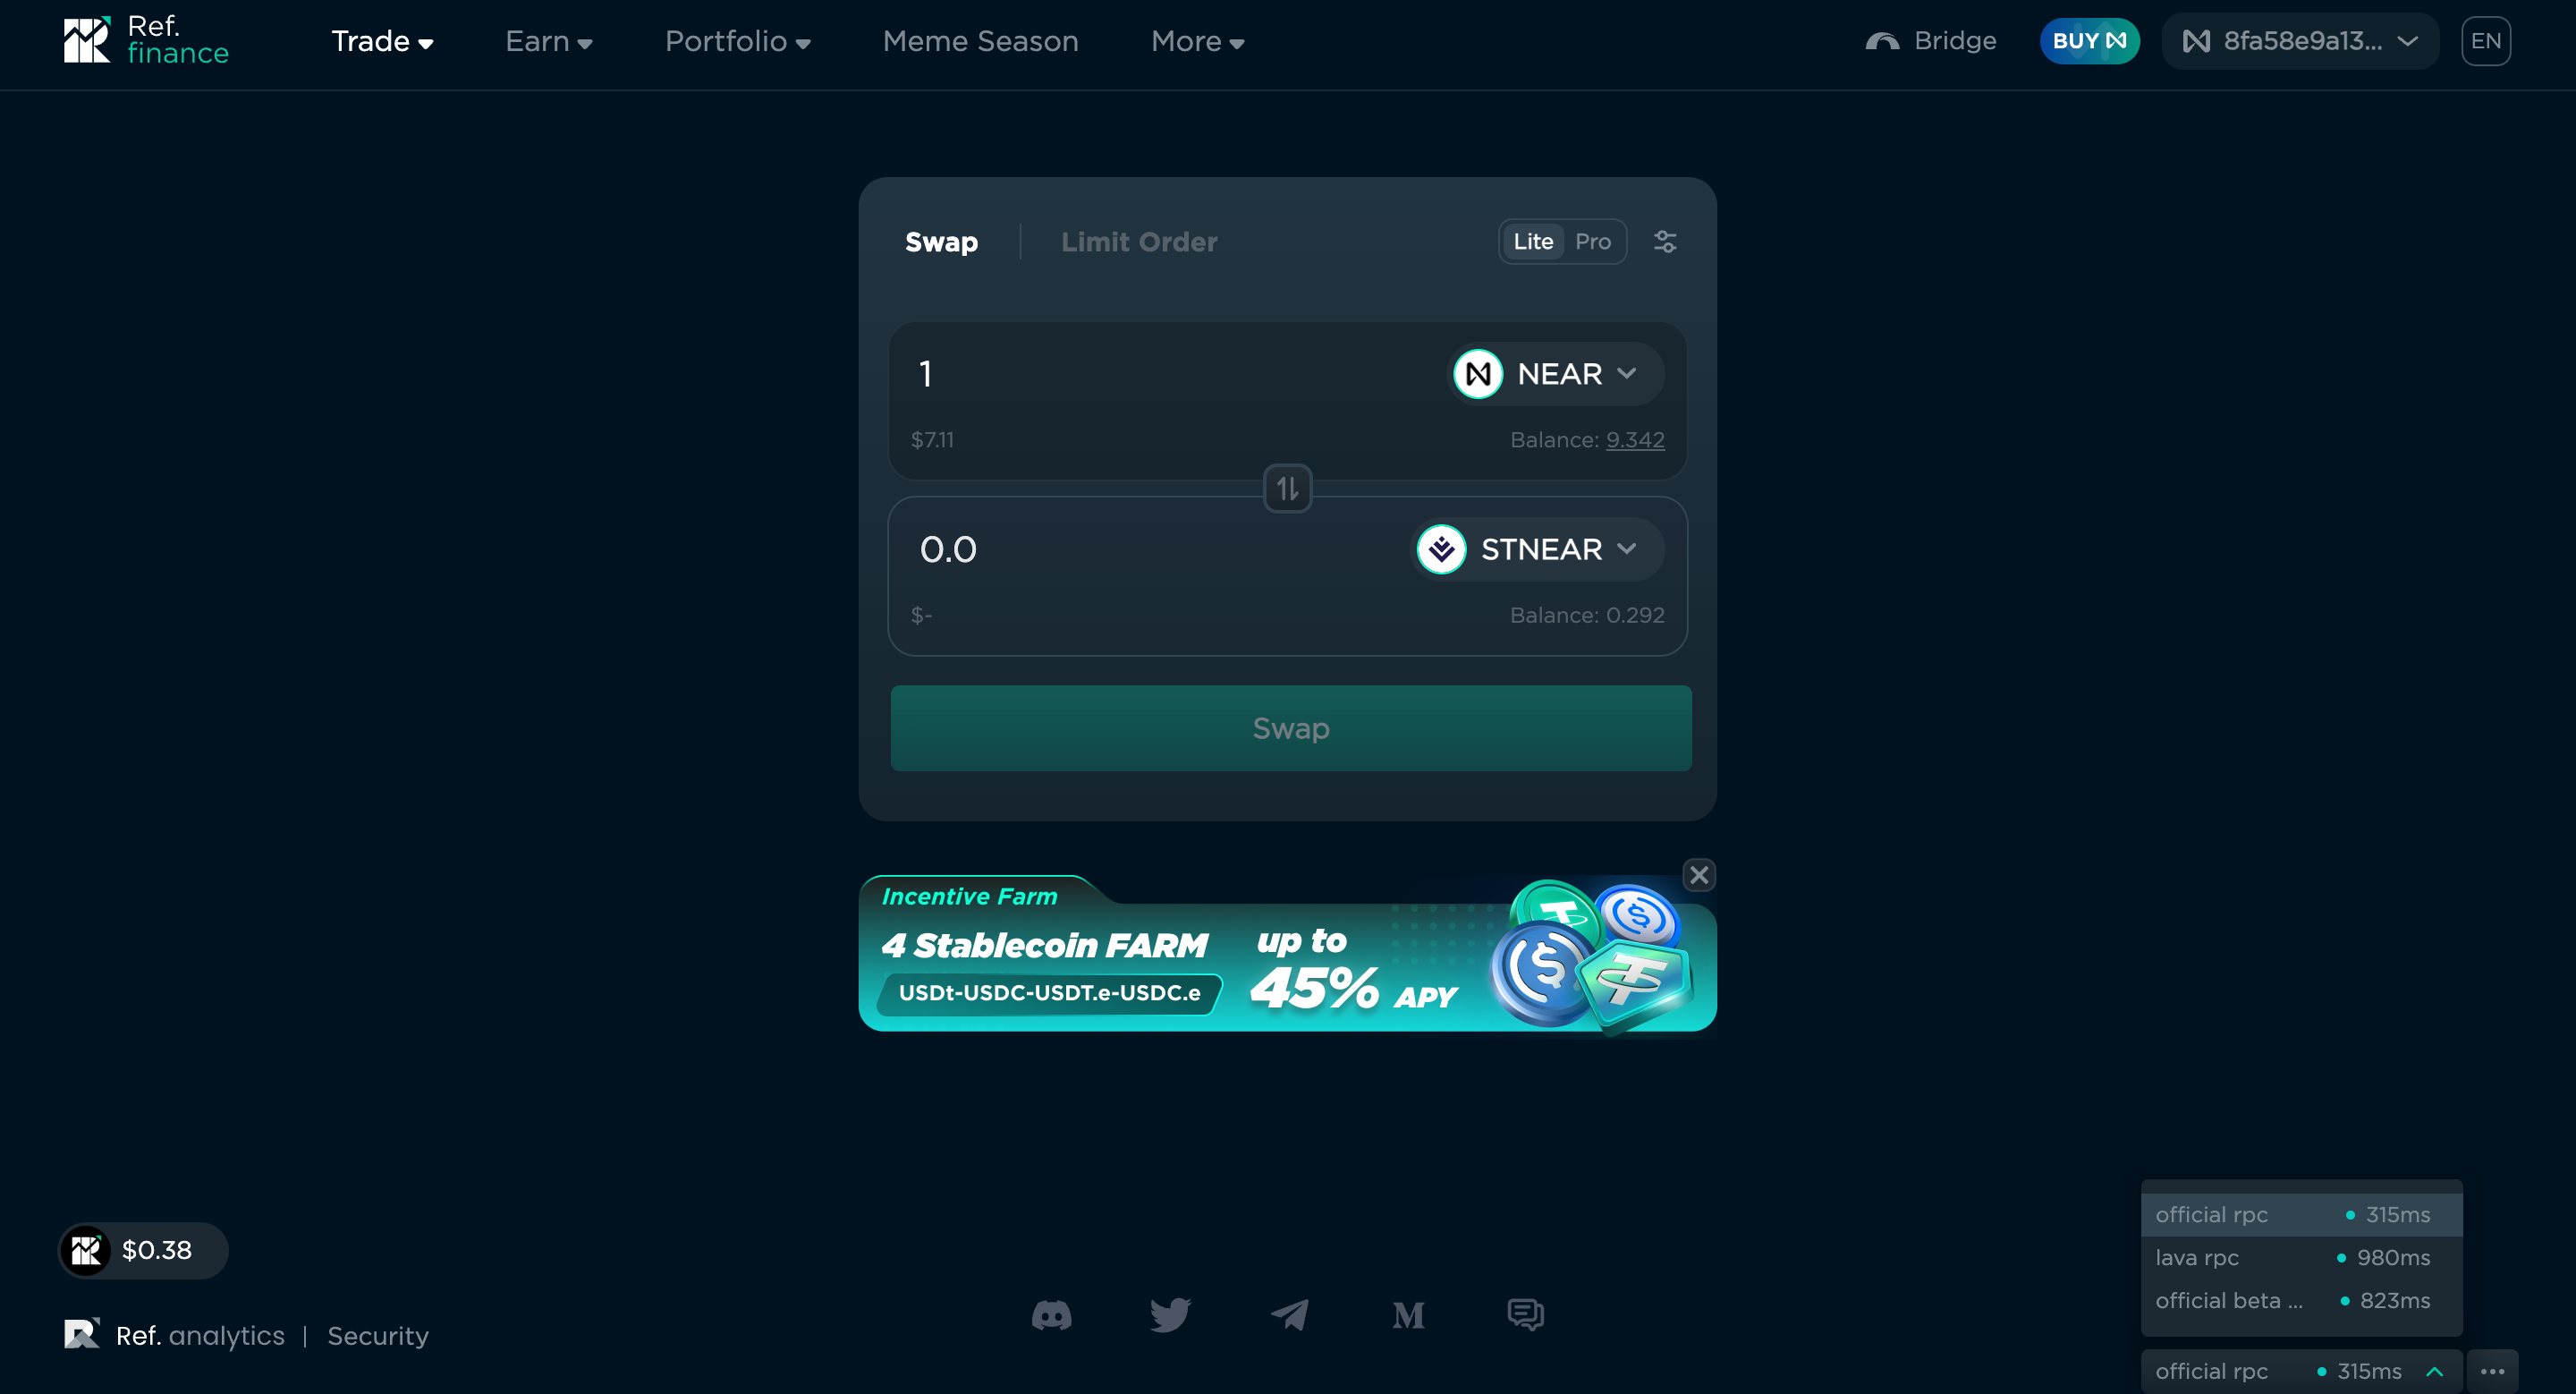 Ref.
finance
Trade
Earn
Portfolio
Meme Season
More
Bridge
BUY
8fa58e9a13...
EN
Swap
Limit Order
Lite
Pro
1
NEAR
$7.11
Balance: 9.342
0.0
STNEAR
$-
Balance: 0.292
Swap
Incentive Farm
4 Stablecoin FARM
USDt-USDC-USDT.e-USDC.e
up to
45% APY
$0.38
Ref. analytics | Security
official rpc 315ms
lava rpc 980ms
official beta ... 823ms
official rpc 315ms